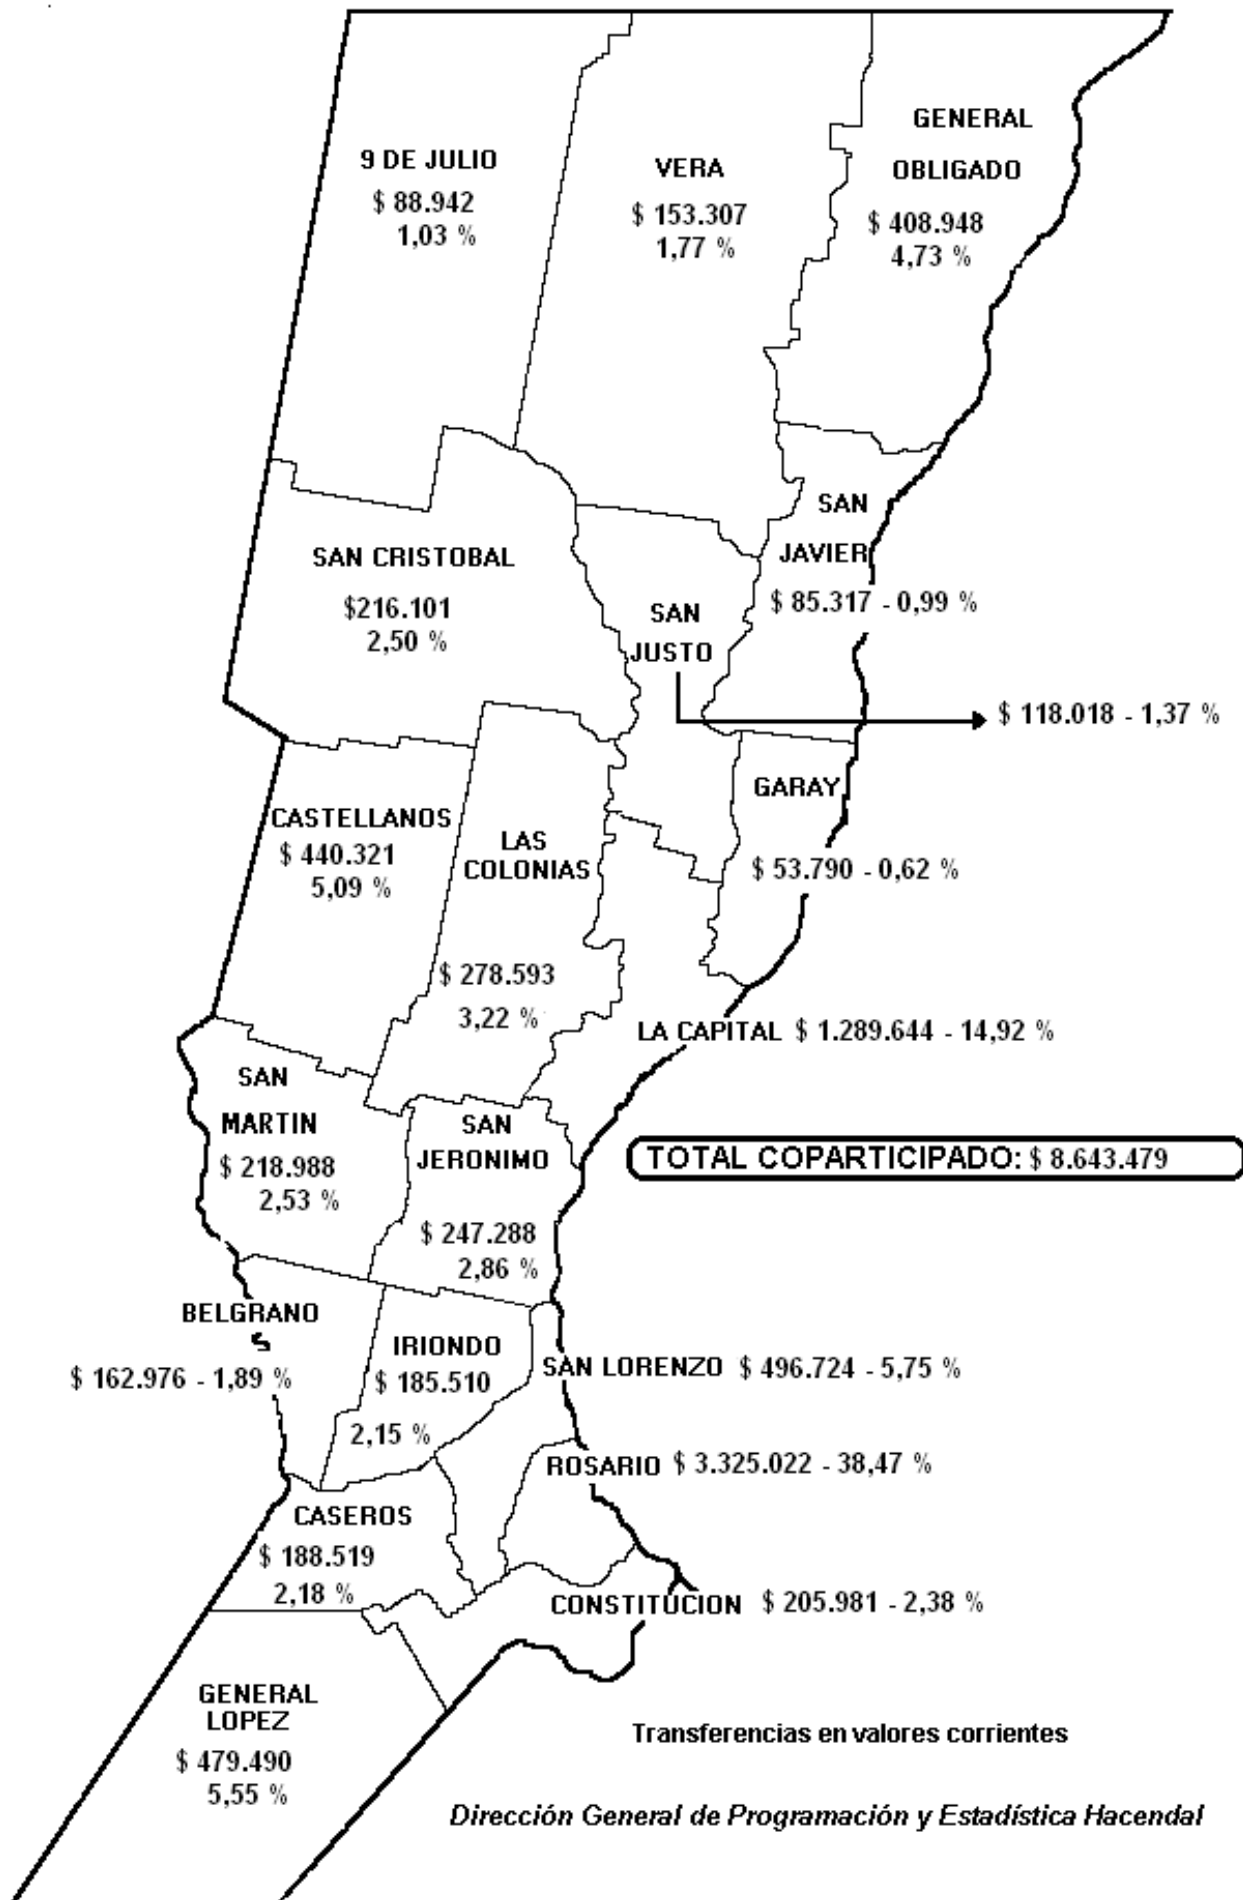 9 DE JULIO
$ 88.942
1,03 %
VERA
$ 153.307
1,77 %
GENERAL
OBLIGADO
$ 408.948
4,73 %
SAN CRISTOBAL
$216.101
2,50 %
SAN
JUSTO
$ 118.018 - 1,37 %
SAN
JAVIER
$ 85.317 - 0,99 %
CASTELLANOS
$ 440.321
5,09 %
LAS
COLONIAS
$ 278.593
3,22 %
GARAY
$ 53.790 - 0,62 %
LA CAPITAL $ 1.289.644 - 14,92 %
SAN
MARTIN
$ 218.988
2,53 %
SAN
JERONIMO
$ 247.288
2,86 %
TOTAL COPARTICIPADO: $ 8.643.479
BELGRANO
$ 162.976 - 1,89 %
IRIONDO
$ 185.510
2,15 %
SAN LORENZO $ 496.724 - 5,75 %
ROSARIO $ 3.325.022 - 38,47 %
CASEROS
$ 188.519
2,18 %
CONSTITUCION $ 205.981 - 2,38 %
GENERAL
LOPEZ
$ 479.490
5,55 %
Transferencias en valores corrientes
Dirección General de Programación y Estadística Hacendal